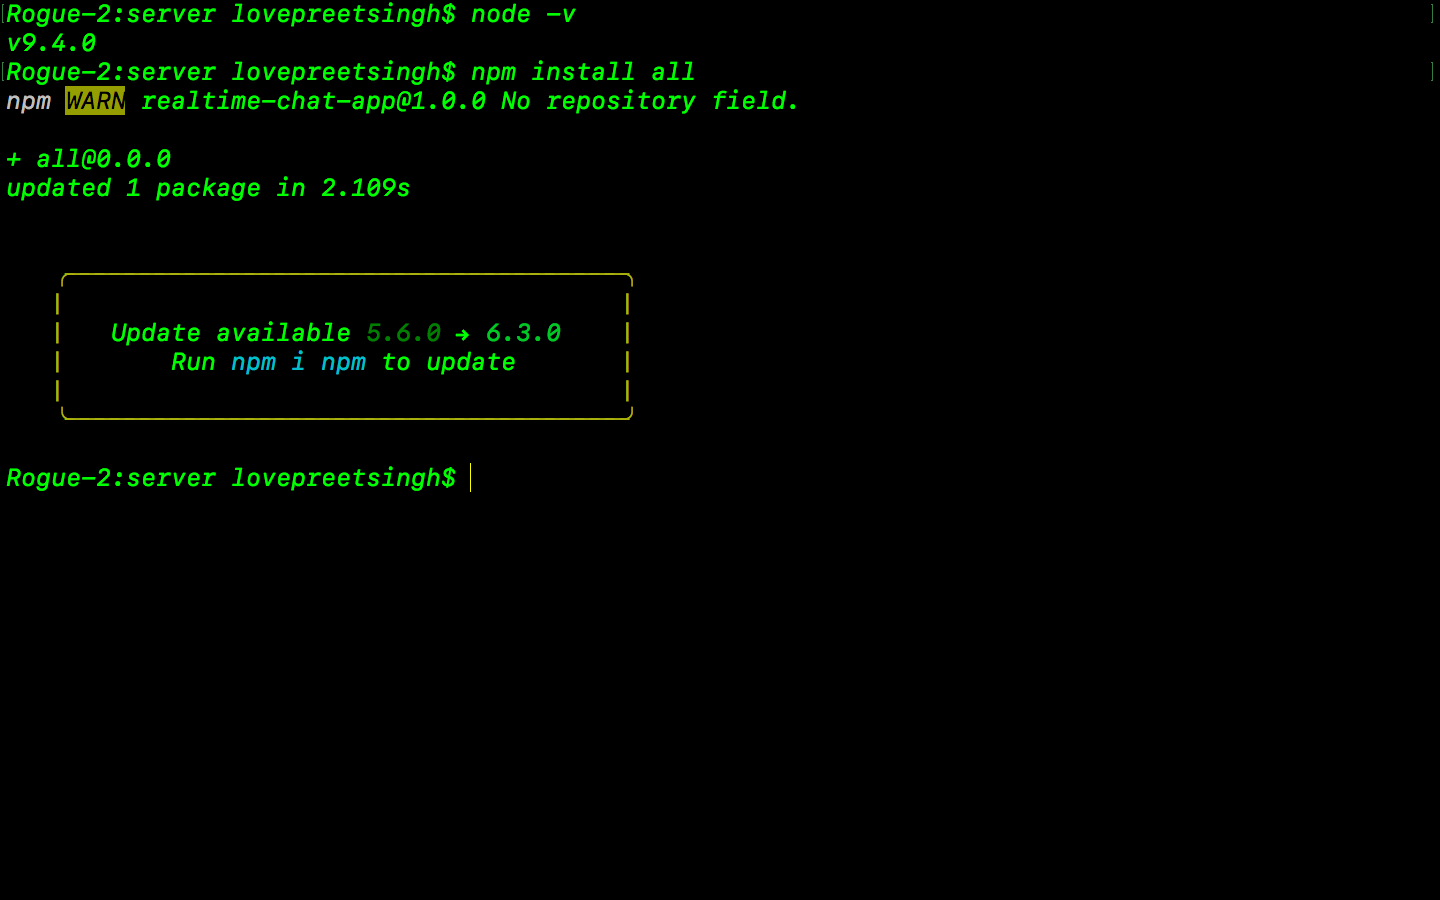 [Rogue-2:server lovepreetsingh$ node -v ]
v9.4.0
[Rogue-2:server lovepreetsingh$ npm install all ]
npm WARN realtime-chat-app@1.0.0 No repository field.
+ all@0.0.0
updated 1 package in 2.109s
Update available 5.6.0 → 6.3.0
Run npm i npm to update
Rogue-2:server lovepreetsingh$